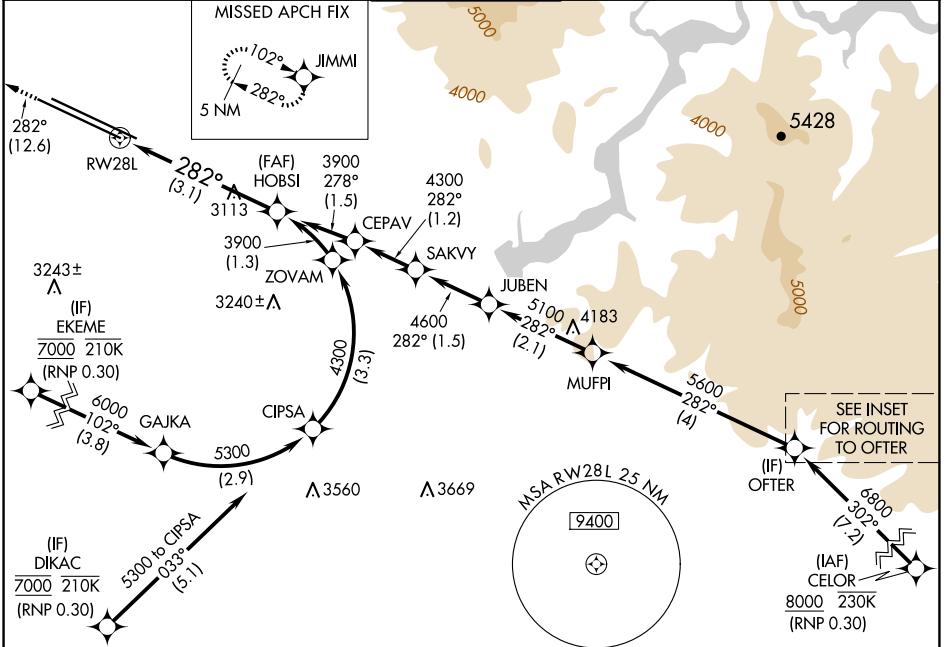 MISSED APCH FIX
102°
JIMMI
282°
5 NM
5000
4000
4000
5428
5000
282°
(12.6)
RW28L
282°
(3.1)
3113
(FAF)
HOBSI
3900
278°
(1.5)
CEPAV
4300
282°
(1.2)
SAKVY
3900
(1.3)
ZOVAM
JUBEN
4600
282° (1.5)
5100
282°
(2.1)
4183
MUFPI
3243±
3240±
(IF)
EKEME
7000 210K
(RNP 0.30)
6000
102°
(3.8)
GAJKA
5300
(2.9)
CIPSA
4300
(3.3)
5600
282°
(4)
SEE INSET
FOR ROUTING
TO OFTER
(IF)
OFTER
3560
3669
MSA RW28L 25 NM
9400
6800
302°
(7.2)
(IAF)
CELOR
8000 230K
(RNP 0.30)
(IF)
DIKAC
7000 210K
(RNP 0.30)
5300 to CIPSA
033°
(5.1)